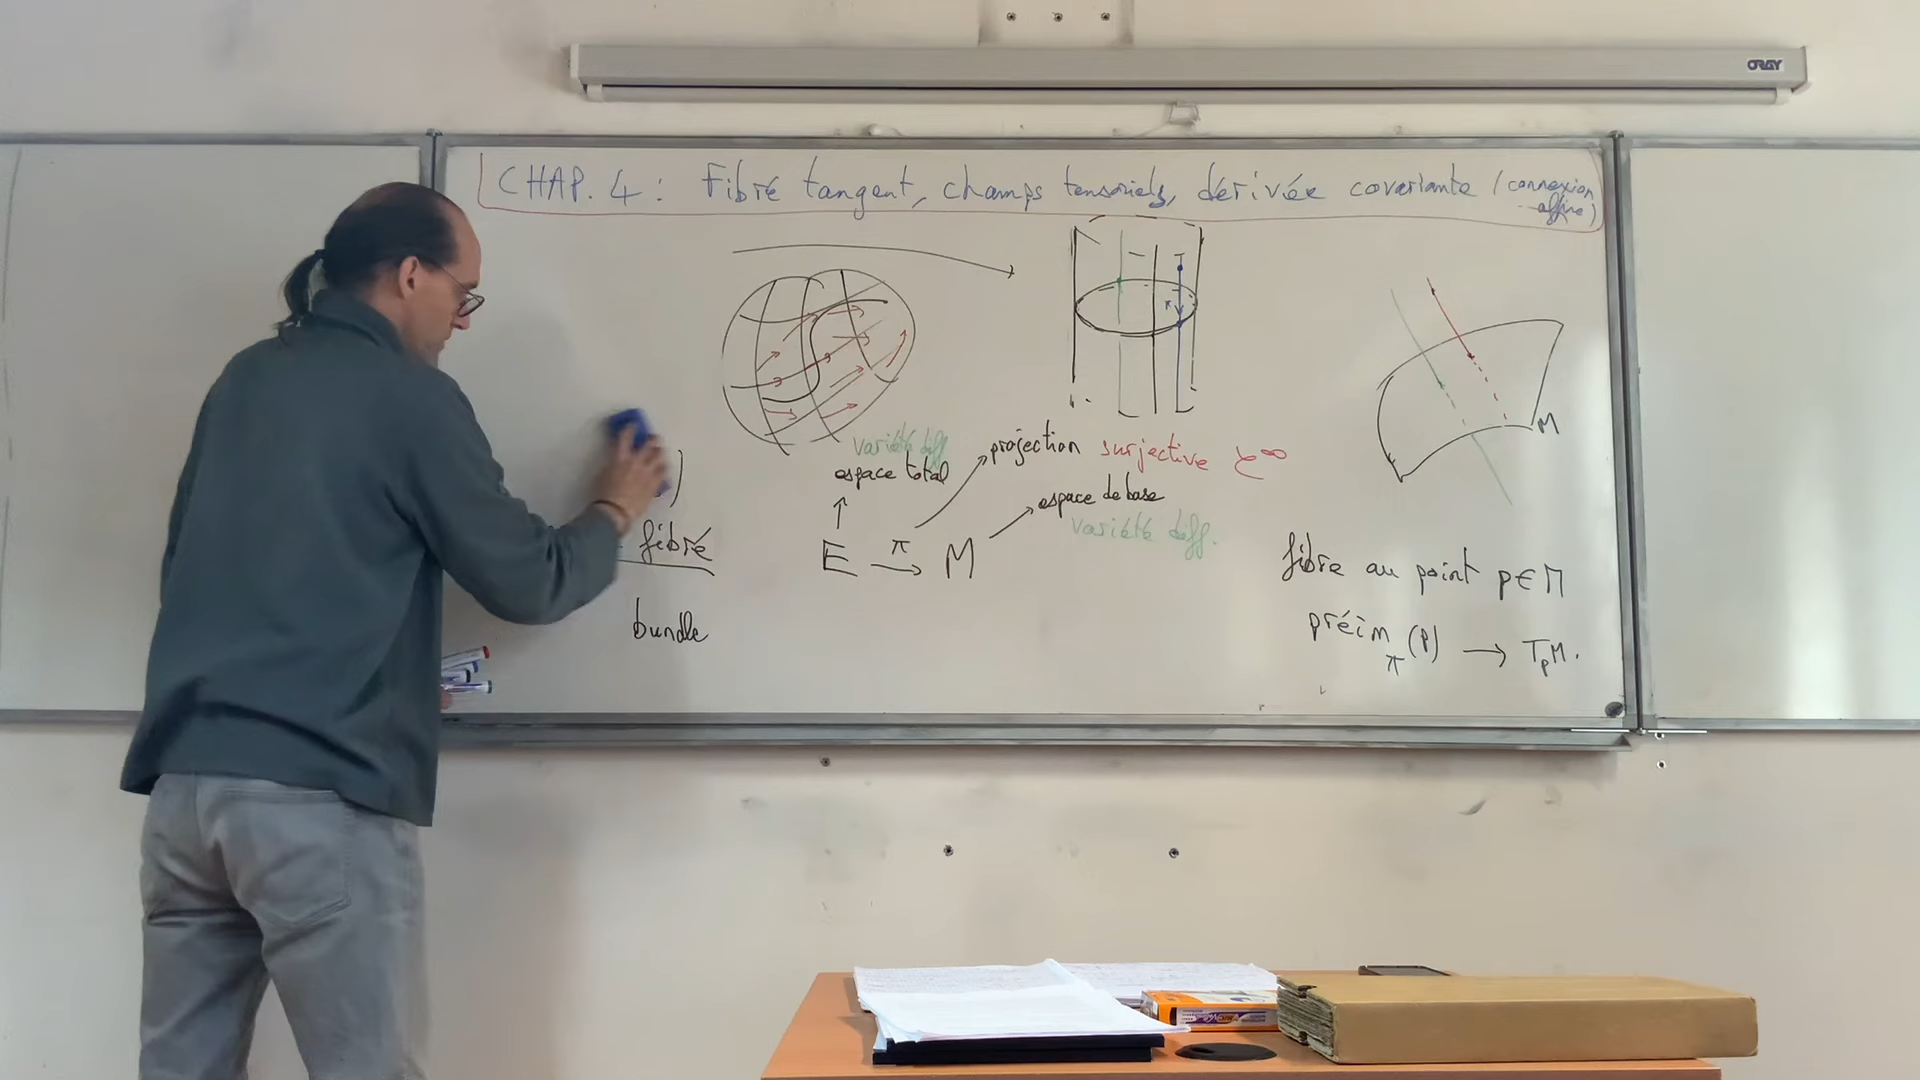 ORAY
CHAP. 4 : Fibré tangent, champs tensoriels, dérivée covariante (connexion affine)
variété diff
espace total
projection surjective C∞
espace de base
variété diff.
M
fibré
bundle
E →π M
fibre au point p∈M
préim_π(p) → TₚM.